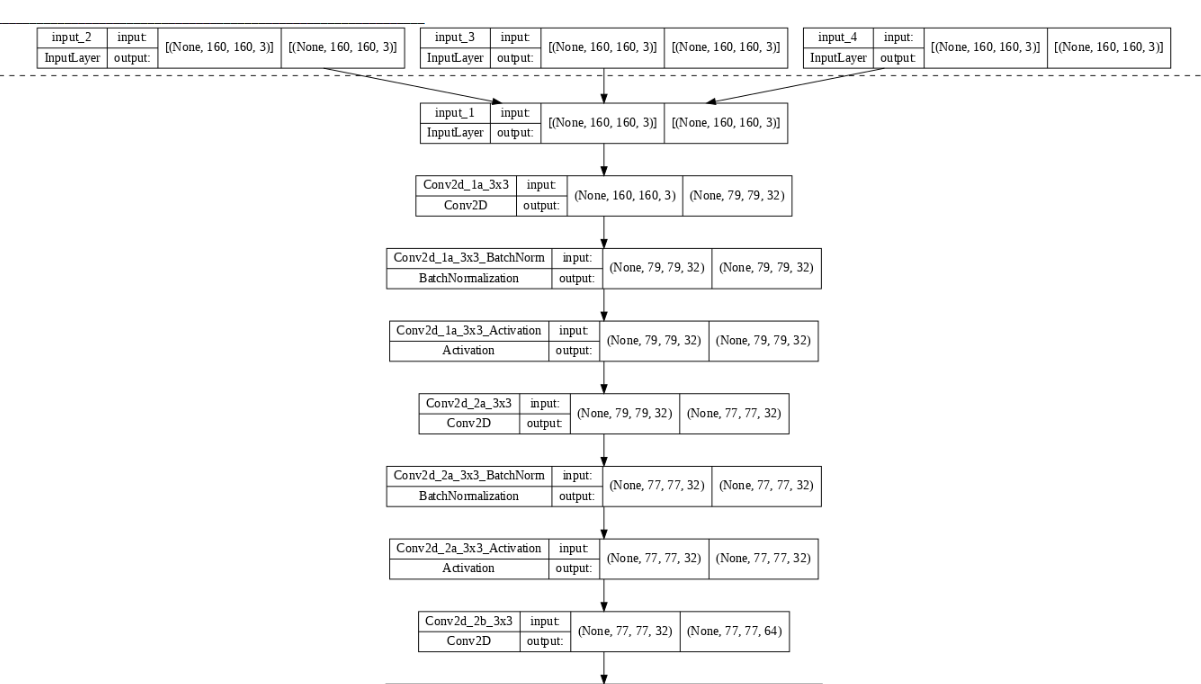 input_2 input: [(None, 160, 160, 3)] [(None, 160, 160, 3)]
InputLayer output:
input_3 input: [(None, 160, 160, 3)] [(None, 160, 160, 3)]
InputLayer output:
input_4 input: [(None, 160, 160, 3)] [(None, 160, 160, 3)]
InputLayer output:
input_1 input: [(None, 160, 160, 3)] [(None, 160, 160, 3)]
InputLayer output:
Conv2d_1a_3x3 input: (None, 160, 160, 3) (None, 79, 79, 32)
Conv2D output:
Conv2d_1a_3x3_BatchNorm input: (None, 79, 79, 32) (None, 79, 79, 32)
BatchNormalization output:
Conv2d_1a_3x3_Activation input: (None, 79, 79, 32) (None, 79, 79, 32)
Activation output:
Conv2d_2a_3x3 input: (None, 79, 79, 32) (None, 77, 77, 32)
Conv2D output:
Conv2d_2a_3x3_BatchNorm input: (None, 77, 77, 32) (None, 77, 77, 32)
BatchNormalization output:
Conv2d_2a_3x3_Activation input: (None, 77, 77, 32) (None, 77, 77, 32)
Activation output:
Conv2d_2b_3x3 input: (None, 77, 77, 32) (None, 77, 77, 64)
Conv2D output: